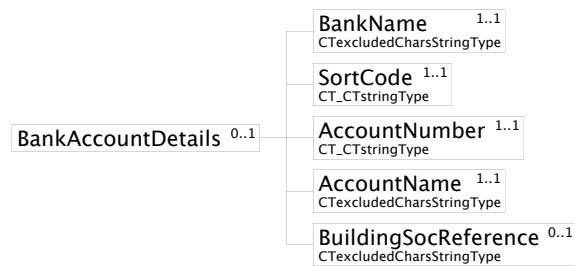 BankName 1..1
CTexcludedCharsStringType
SortCode 1..1
CT_CTstringType
BankAccountDetails 0..1
AccountNumber 1..1
CT_CTstringType
AccountName 1..1
CTexcludedCharsStringType
BuildingSocReference 0..1
CTexcludedCharsStringType